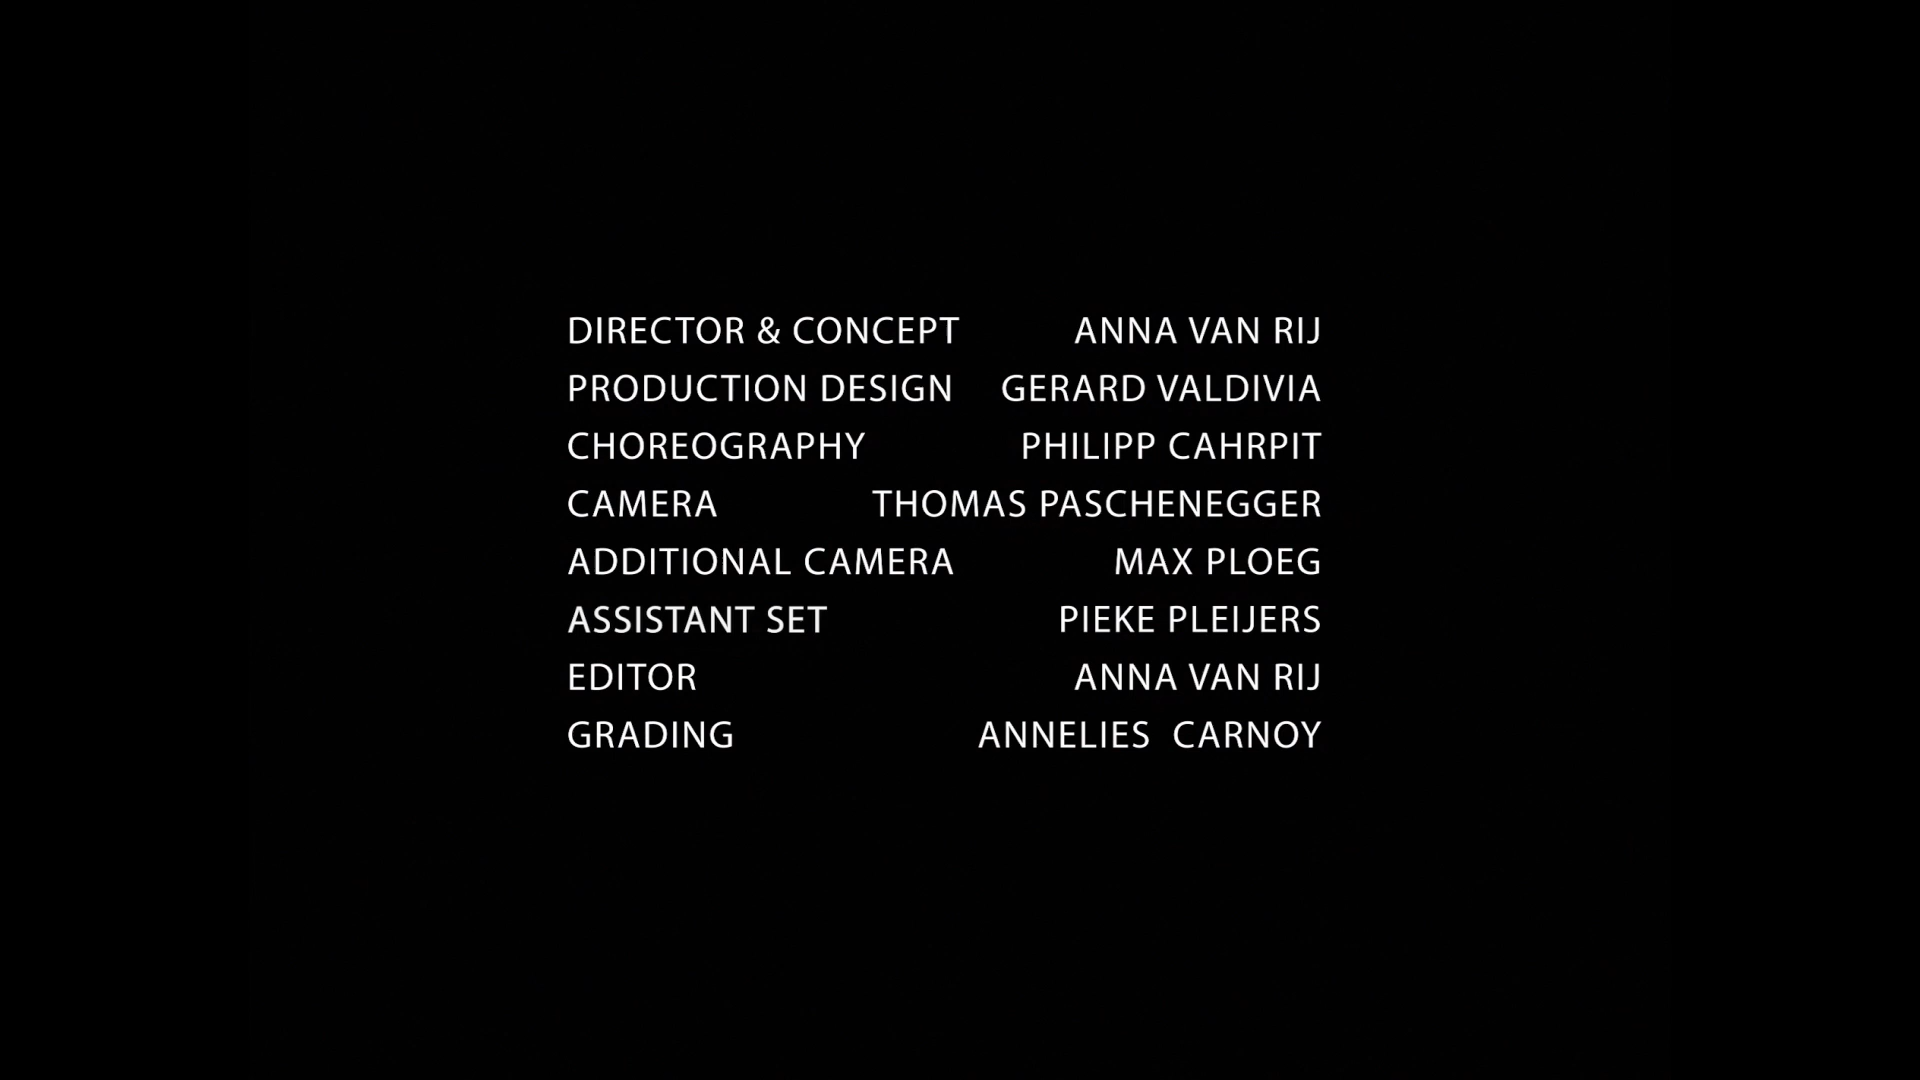 DIRECTOR & CONCEPT ANNA VAN RIJ
PRODUCTION DESIGN GERARD VALDIVIA
CHOREOGRAPHY PHILIPP CAHRPIT
CAMERA THOMAS PASCHENEGGER
ADDITIONAL CAMERA MAX PLOEG
ASSISTANT SET PIEKE PLEIJERS
EDITOR ANNA VAN RIJ
GRADING ANNELIES CARNOY